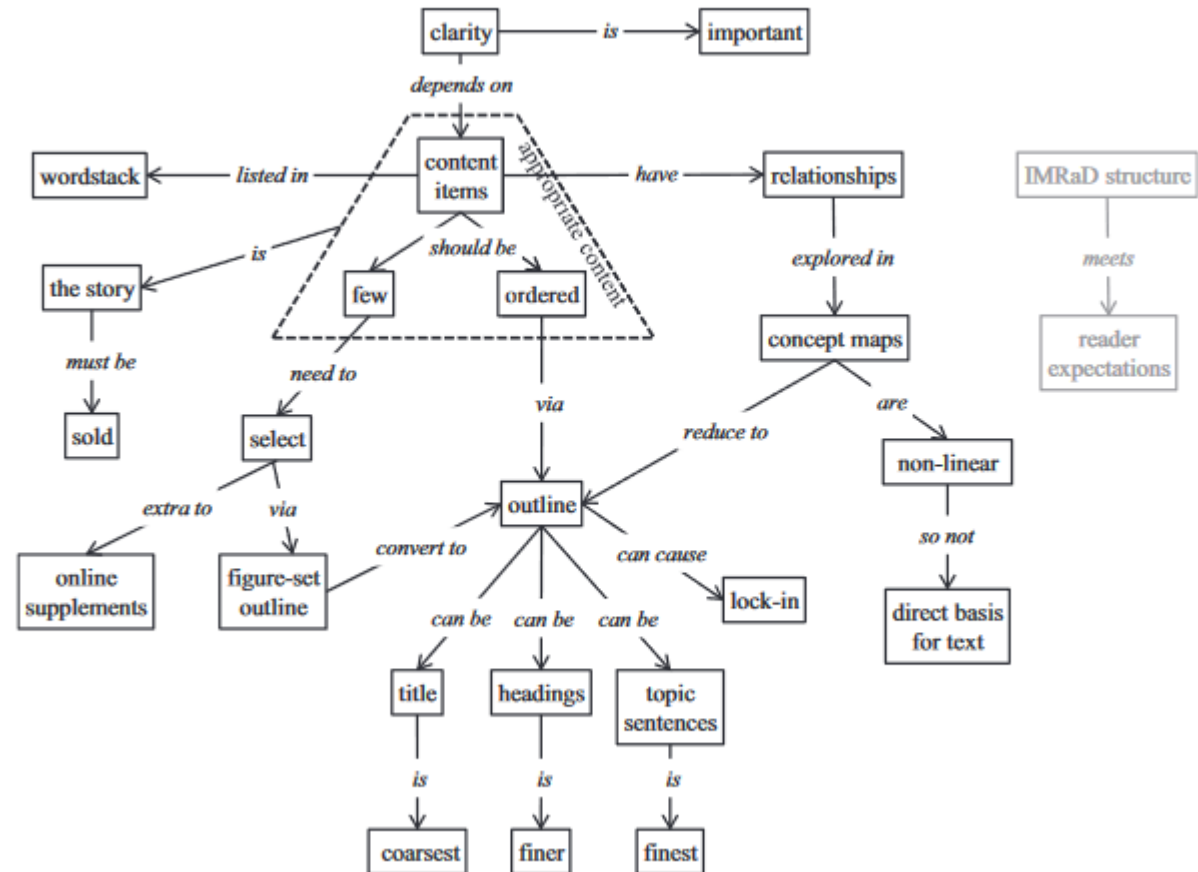 clarity
is
important
depends on
wordstack
listed in
content
items
appropriate content
have
relationships
IMRaD structure
is
should be
explored in
meets
the story
few
ordered
concept maps
reader
expectations
must be
need to
via
reduce to
are
sold
select
non-linear
extra to
via
outline
so not
convert to
can cause
online
supplements
figure-set
outline
lock-in
direct basis
for text
can be
can be
can be
title
headings
topic
sentences
is
is
is
coarsest
finer
finest